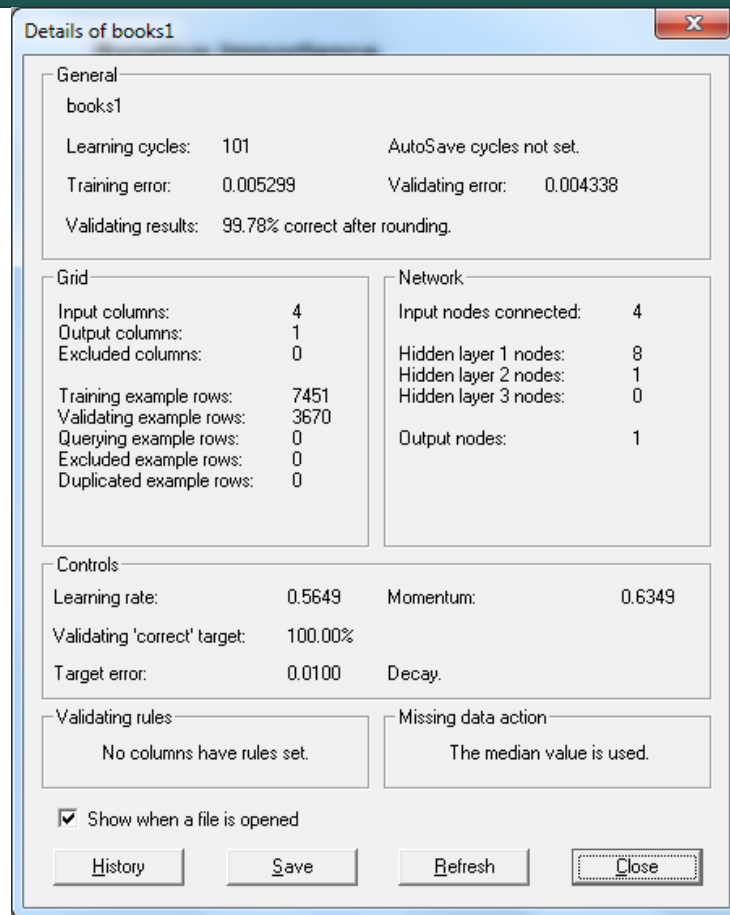 Details of books1
General
books1
Learning cycles: 101 AutoSave cycles not set.
Training error: 0.005299 Validating error: 0.004338
Validating results: 99.78% correct after rounding.
Grid
Input columns: 4
Output columns: 1
Excluded columns: 0
Training example rows: 7451
Validating example rows: 3670
Querying example rows: 0
Excluded example rows: 0
Duplicated example rows: 0
Network
Input nodes connected: 4
Hidden layer 1 nodes: 8
Hidden layer 2 nodes: 1
Hidden layer 3 nodes: 0
Output nodes: 1
Controls
Learning rate: 0.5649 Momentum: 0.6349
Validating 'correct' target: 100.00%
Target error: 0.0100 Decay.
Validating rules
No columns have rules set.
Missing data action
The median value is used.
Show when a file is opened
History Save Refresh Close